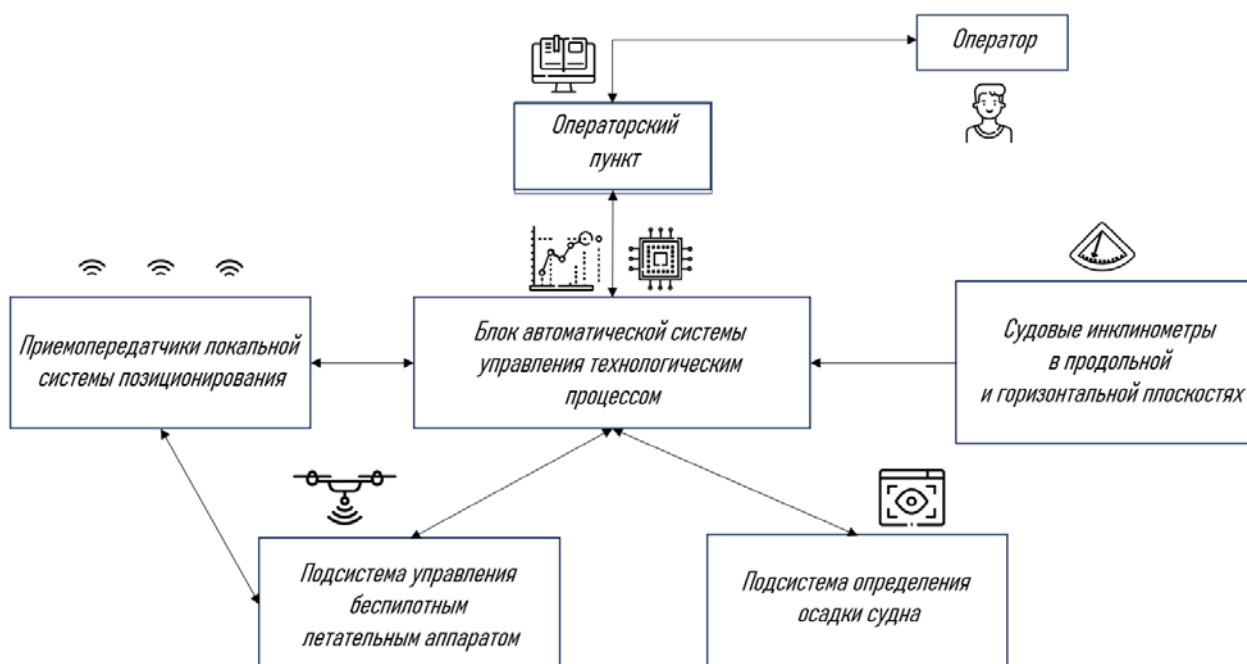 Оператор
Операторский
пункт
Приемопередатчики локальной
системы позиционирования
Блок автоматической системы
управления технологическим
процессом
Судовые инклинометры
в продольной
и горизонтальной плоскостях
Подсистема управления
беспилотным
летательным аппаратом
Подсистема определения
осадки судна